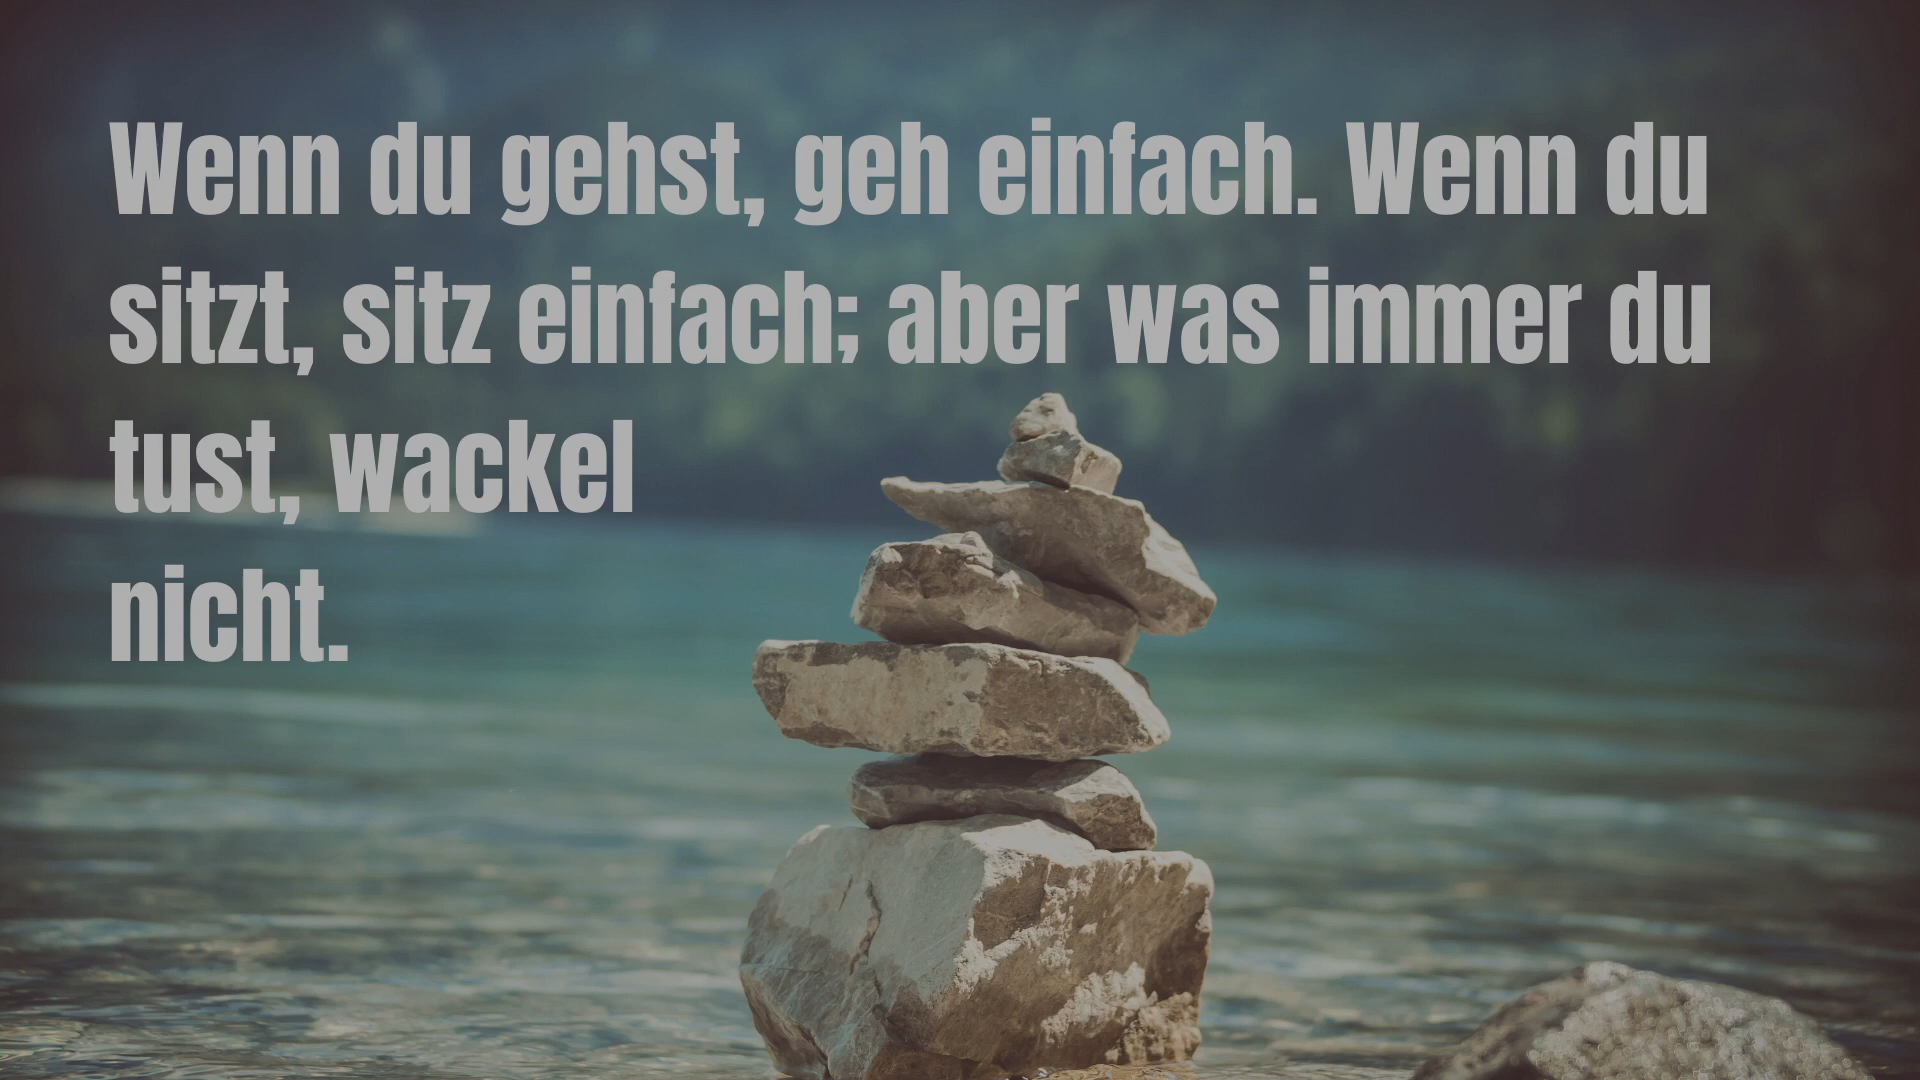 Wenn du gehst, geh einfach. Wenn du
sitzt, sitz einfach; aber was immer du
tust, wackel
nicht.